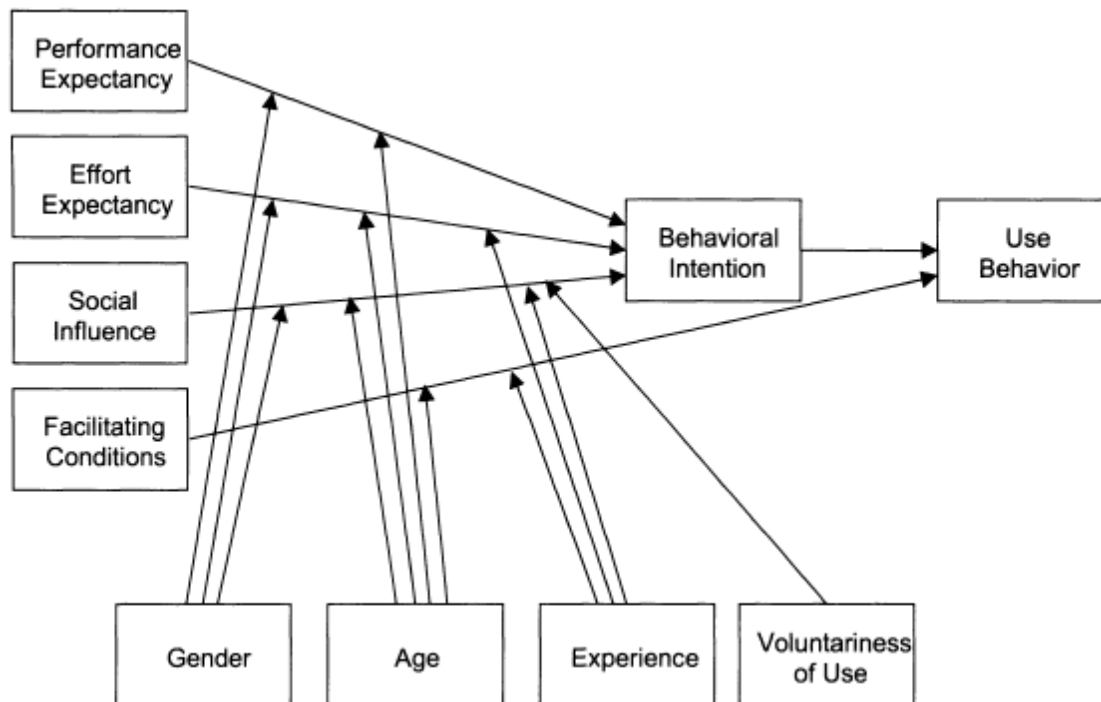 Performance
Expectancy
Effort
Expectancy
Social
Influence
Facilitating
Conditions
Behavioral
Intention
Use
Behavior
Gender
Age
Experience
Voluntariness
of Use